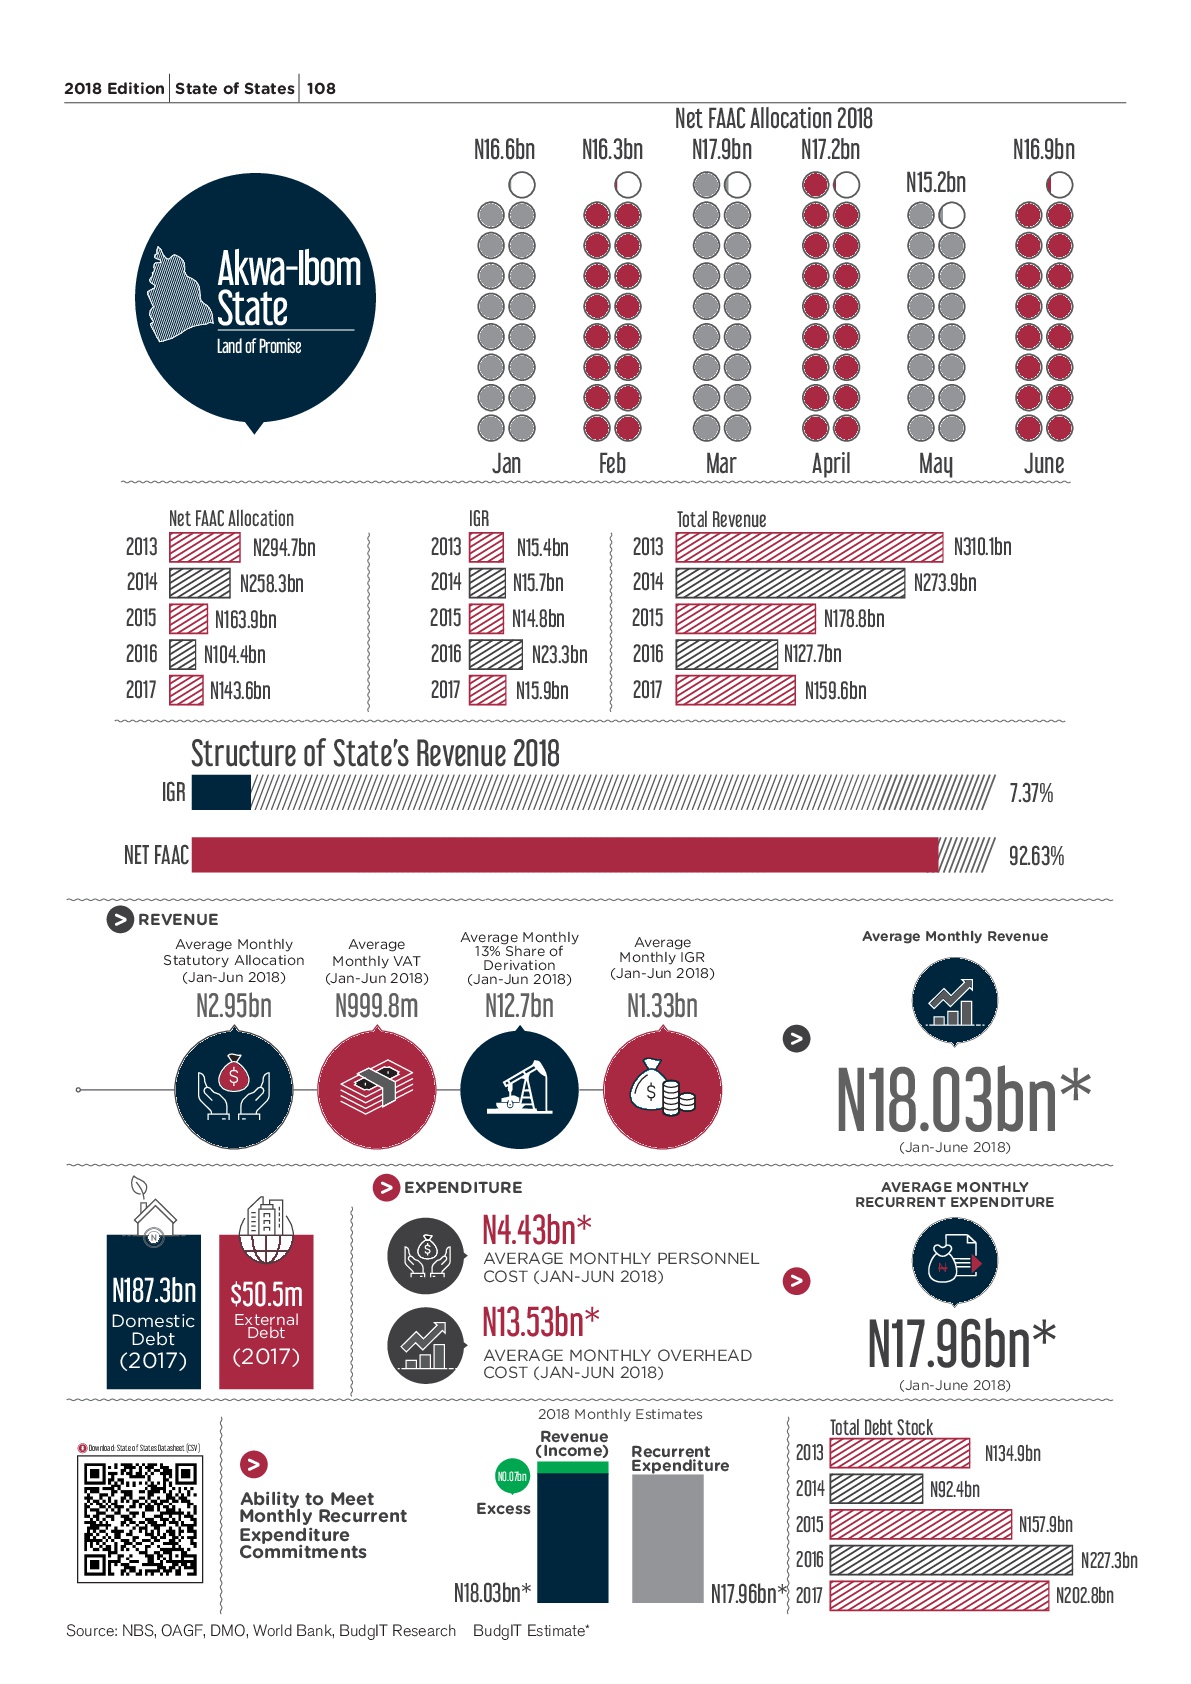 2018 Edition | State of States | 108
Net FAAC Allocation 2018
N16.6bn N16.3bn N17.9bn N17.2bn N15.2bn N16.9bn
Jan Feb Mar April May June
Akwa-Ibom
State
Land of Promise
Net FAAC Allocation
2013 N294.7bn
2014 N258.3bn
2015 N163.9bn
2016 N104.4bn
2017 N143.6bn
IGR
2013 N15.4bn
2014 N15.7bn
2015 N14.8bn
2016 N23.3bn
2017 N15.9bn
Total Revenue
2013 N310.1bn
2014 N273.9bn
2015 N178.8bn
2016 N127.7bn
2017 N159.6bn
Structure of State's Revenue 2018
IGR 7.37%
NET FAAC 92.63%
> REVENUE
Average Monthly
Statutory Allocation
(Jan-Jun 2018)
N2.95bn
$
Average
Monthly VAT
(Jan-Jun 2018)
N999.8m
Average Monthly
13% Share of
Derivation
(Jan-Jun 2018)
N12.7bn
Average
Monthly IGR
(Jan-Jun 2018)
N1.33bn
$
>
Average Monthly Revenue
N18.03bn*
(Jan-June 2018)
N
N187.3bn
Domestic
Debt
(2017)
$50.5m
External
Debt
(2017)
> EXPENDITURE
$
N4.43bn*
AVERAGE MONTHLY PERSONNEL
COST (JAN-JUN 2018)
N13.53bn*
AVERAGE MONTHLY OVERHEAD
COST (JAN-JUN 2018)
>
AVERAGE MONTHLY
RECURRENT EXPENDITURE
N
N17.96bn*
(Jan-June 2018)
Download: State of States Datasheet (CSV)
>
Ability to Meet
Monthly Recurrent
Expenditure
Commitments
2018 Monthly Estimates
Revenue
(Income)
N0.07bn
Excess
N18.03bn*
Recurrent
Expenditure
N17.96bn*
Total Debt Stock
2013 N134.9bn
2014 N92.4bn
2015 N157.9bn
2016 N227.3bn
2017 N202.8bn
Source: NBS, OAGF, DMO, World Bank, BudgIT Research BudgIT Estimate*